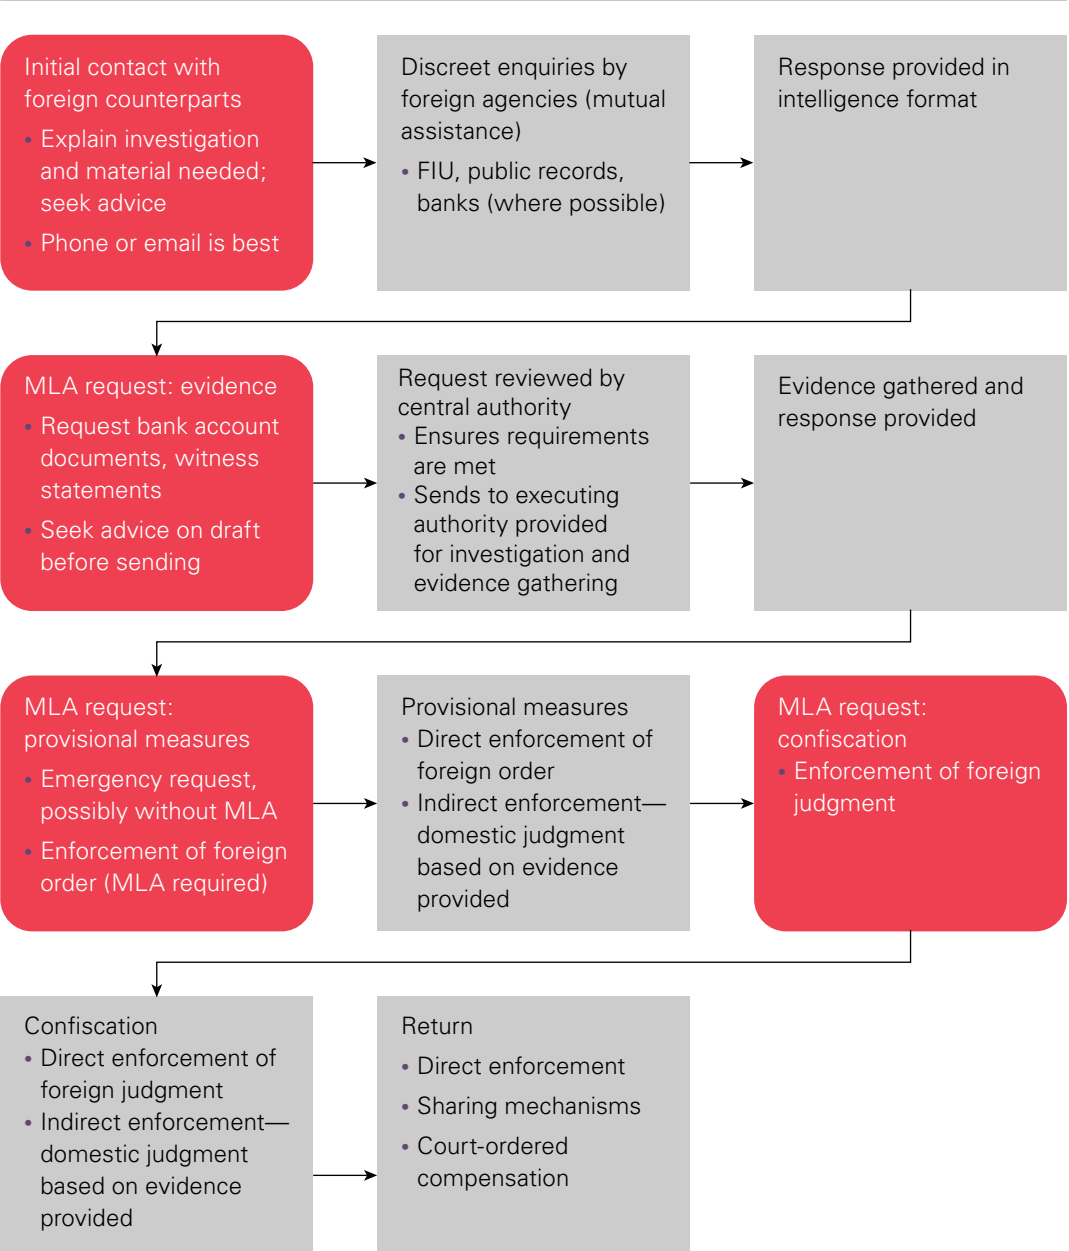 Initial contact with
foreign counterparts
• Explain investigation
and material needed;
seek advice
• Phone or email is best
Discreet enquiries by
foreign agencies (mutual
assistance)
• FIU, public records,
banks (where possible)
Response provided in
intelligence format
MLA request: evidence
• Request bank account
documents, witness
statements
• Seek advice on draft
before sending
Request reviewed by
central authority
• Ensures requirements
are met
• Sends to executing
authority provided
for investigation and
evidence gathering
Evidence gathered and
response provided
MLA request:
provisional measures
• Emergency request,
possibly without MLA
• Enforcement of foreign
order (MLA required)
Provisional measures
• Direct enforcement of
foreign order
• Indirect enforcement—
domestic judgment
based on evidence
provided
MLA request:
confiscation
• Enforcement of foreign
judgment
Confiscation
• Direct enforcement of
foreign judgment
• Indirect enforcement—
domestic judgment
based on evidence
provided
Return
• Direct enforcement
• Sharing mechanisms
• Court-ordered
compensation